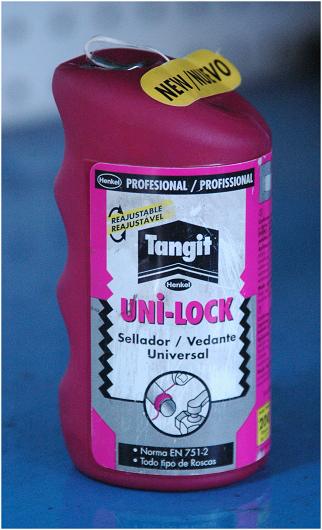 NEW/NUEVO
Henkel PROFESIONAL / PROFISSIONAL
REAJUSTABLE
REAJUSTÁVEL
Tangit
Henkel
UNi-LOCK
Sellador / Vedante
Universal
• Norma EN 751-2
• Todo tipo de Roscas